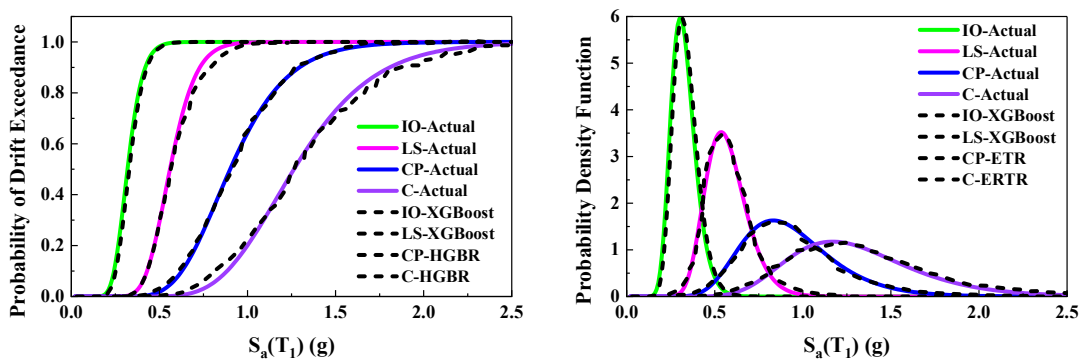 Probability of Drift Exceedance
1.0
0.8
0.6
0.4
0.2
0.0
0.0 0.5 1.0 1.5 2.0 2.5
Sa(T1) (g)
IO-Actual
LS-Actual
CP-Actual
C-Actual
IO-XGBoost
LS-XGBoost
CP-HGBR
C-HGBR
Probability Density Function
6
5
4
3
2
1
0
0.0 0.5 1.0 1.5 2.0 2.5
Sa(T1) (g)
IO-Actual
LS-Actual
CP-Actual
C-Actual
IO-XGBoost
LS-XGBoost
CP-ETR
C-ERTR